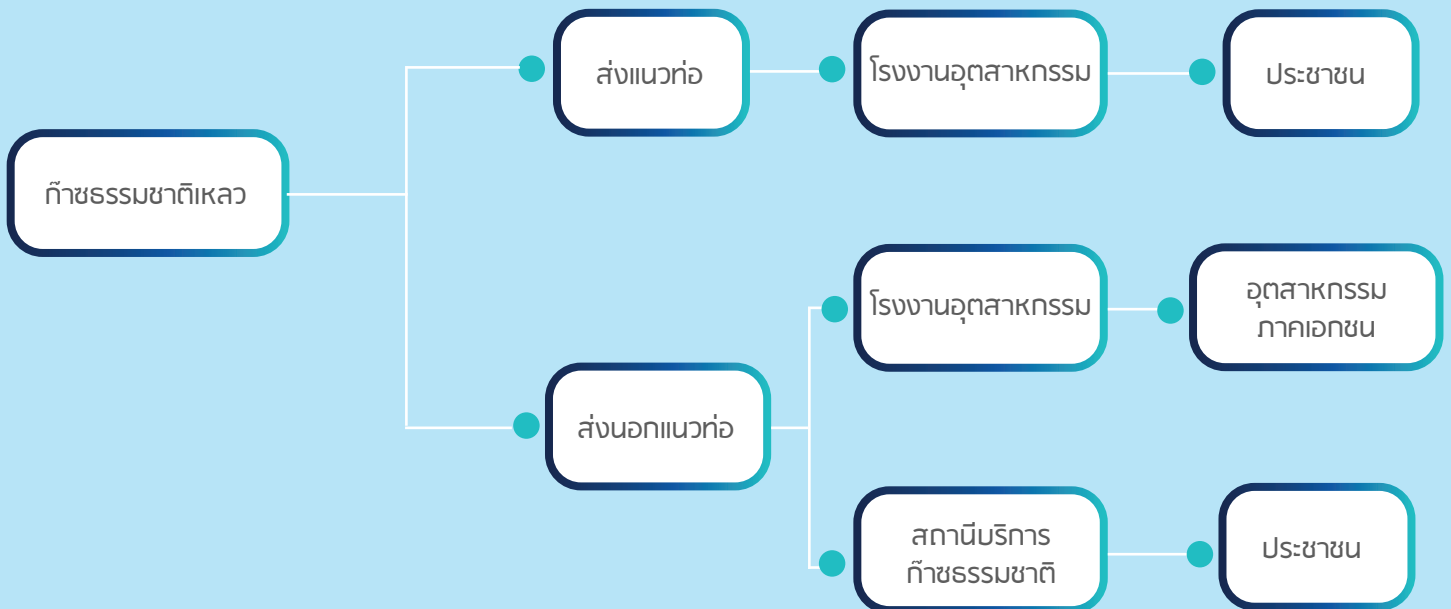 ส่งแนวท่อ
โรงงานอุตสาหกรรม
ประชาชน
ก๊าซธรรมชาติเหลว
โรงงานอุตสาหกรรม
อุตสาหกรรม
ภาคเอกชน
ส่งนอกแนวท่อ
สถานีบริการ
ก๊าซธรรมชาติ
ประชาชน